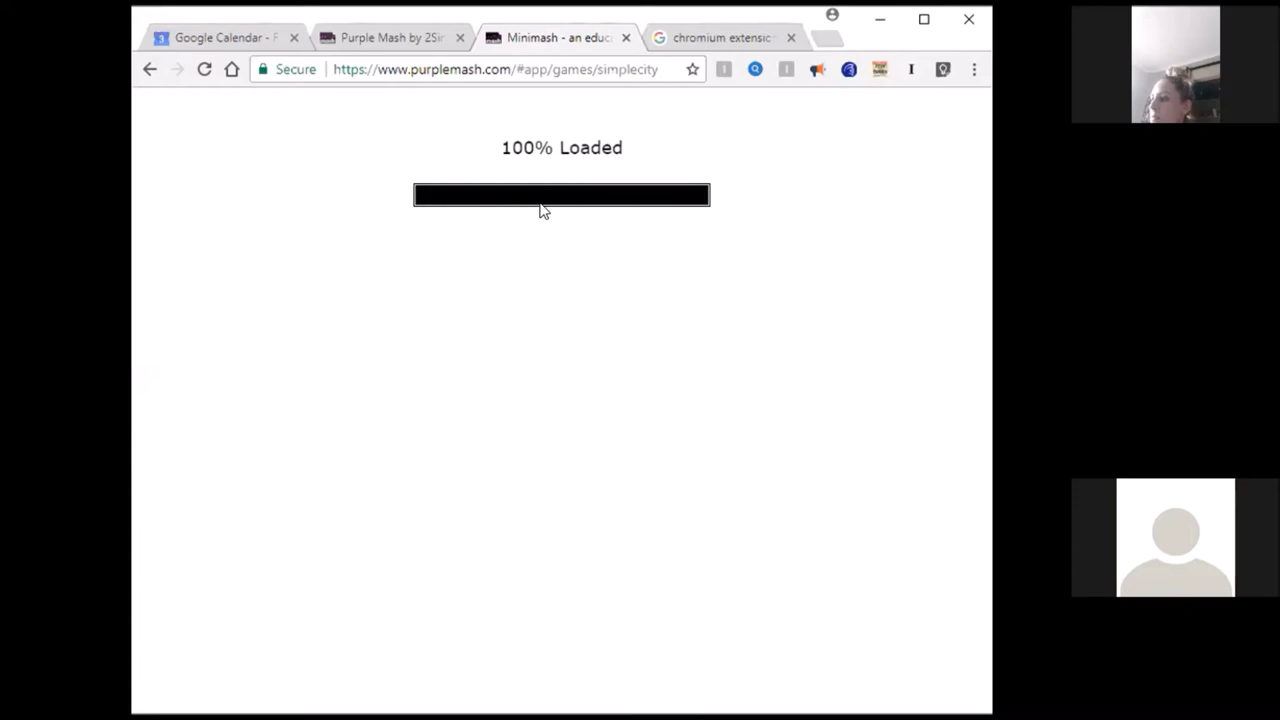 Google Calendar - F
Purple Mash by 2Sim
Minimash - an educ
chromium extensic
Secure
https://www.purplemash.com/#app/games/simplecity
100% Loaded